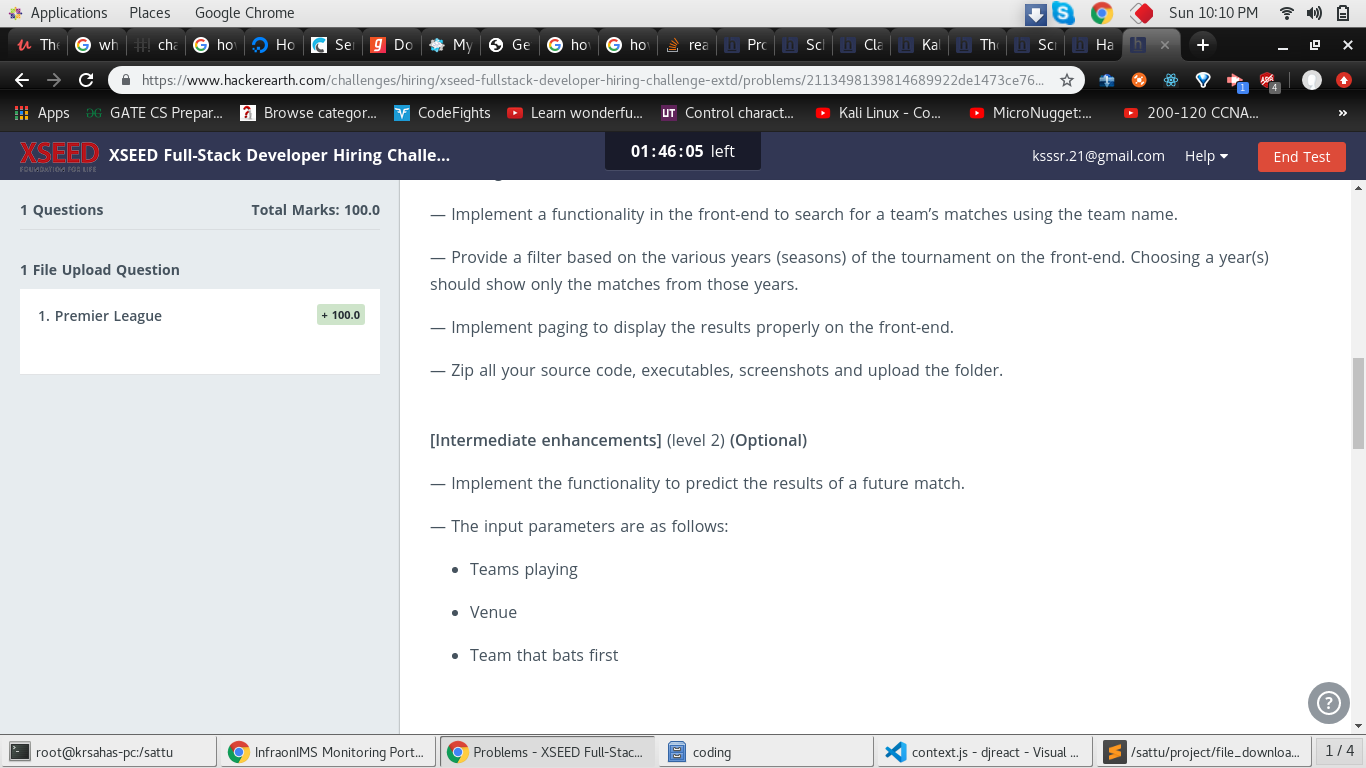 Applications Places Google Chrome Sun 10:10 PM
The wh cha hov Ho Se Do My Ge hov hov rea Pro Scl Cla Kal The Scr Ha
https://www.hackerearth.com/challenges/hiring/xseed-fullstack-developer-hiring-challenge-extd/problems/2113498139814689922de1473ce76... 1 4
Apps GATE CS Prepar... Browse categor... CodeFights Learn wonderfu... Control charact... Kali Linux - Co... MicroNugget:... 200-120 CCNA... »
XSEED FOUNDATION FOR LIFE XSEED Full-Stack Developer Hiring Challe... 01:46:05 left ksssr.21@gmail.com Help End Test
1 Questions Total Marks: 100.0
1 File Upload Question
1. Premier League + 100.0
— Implement a functionality in the front-end to search for a team’s matches using the team name.
— Provide a filter based on the various years (seasons) of the tournament on the front-end. Choosing a year(s)
should show only the matches from those years.
— Implement paging to display the results properly on the front-end.
— Zip all your source code, executables, screenshots and upload the folder.
[Intermediate enhancements] (level 2) (Optional)
— Implement the functionality to predict the results of a future match.
— The input parameters are as follows:
• Teams playing
• Venue
• Team that bats first
?
root@krsahas-pc:/sattu InfraonIMS Monitoring Port... Problems - XSEED Full-Stac... coding context.js - djreact - Visual ... /sattu/project/file_downloa... 1 / 4